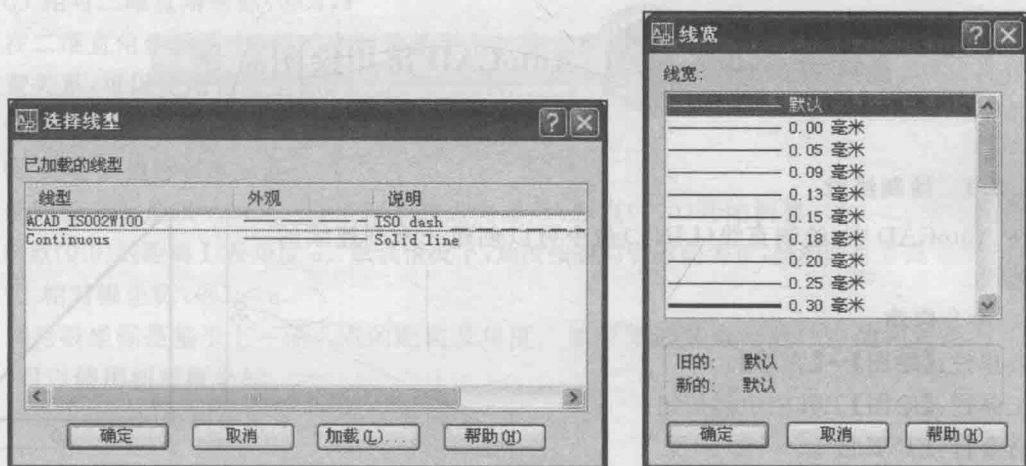 选择线型
已加载的线型
线型 外观 说明
ACAD_ISO02W100 ISO dash
Continuous Solid line
确定 取消 加载(L)... 帮助(H)
线宽
线宽:
默认
0.00 毫米
0.05 毫米
0.09 毫米
0.13 毫米
0.15 毫米
0.18 毫米
0.20 毫米
0.25 毫米
0.30 毫米
旧的: 默认
新的: 默认
确定 取消 帮助(H)